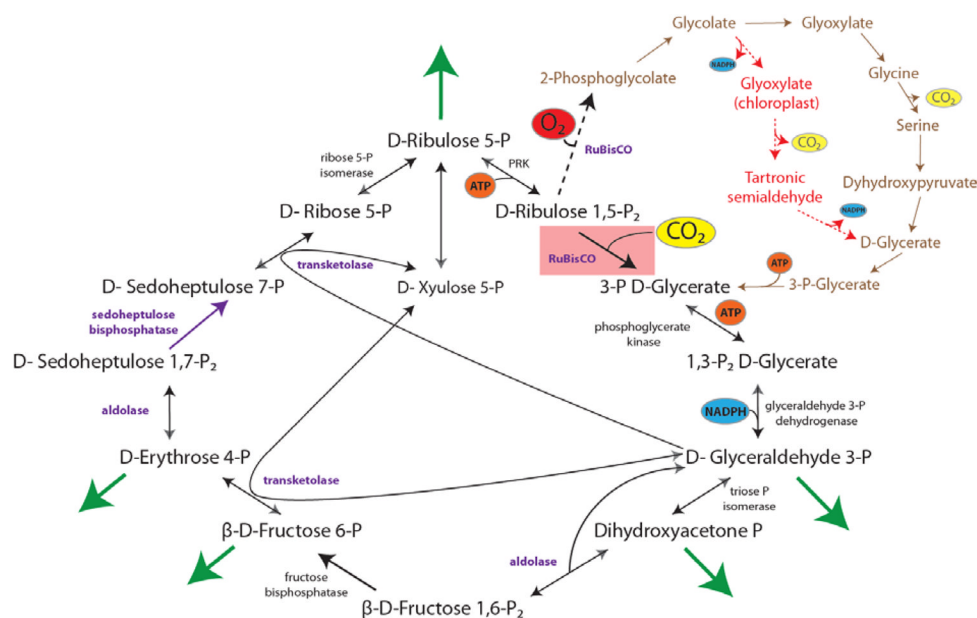 Glycolate
Glyoxylate
NADPH
2-Phosphoglycolate
Glyoxylate
(chloroplast)
Glycine
CO2
Serine
O2
D-Ribulose 5-P
RuBisCO
CO2
ribose 5-P
isomerase
PRK
ATP
Tartronic
semialdehyde
Dyhydroxypyruvate
D- Ribose 5-P
D-Ribulose 1,5-P2
NADPH
CO2
D-Glycerate
RuBisCO
transketolase
ATP
D- Sedoheptulose 7-P
D- Xylulose 5-P
3-P D-Glycerate
3-P-Glycerate
sedoheptulose
bisphosphatase
ATP
phosphoglycerate
kinase
D- Sedoheptulose 1,7-P2
1,3-P2 D-Glycerate
aldolase
NADPH
glyceraldehyde 3-P
dehydrogenase
D-Erythrose 4-P
D- Glyceraldehyde 3-P
transketolase
triose P
isomerase
β-D-Fructose 6-P
Dihydroxyacetone P
aldolase
fructose
bisphosphatase
β-D-Fructose 1,6-P2